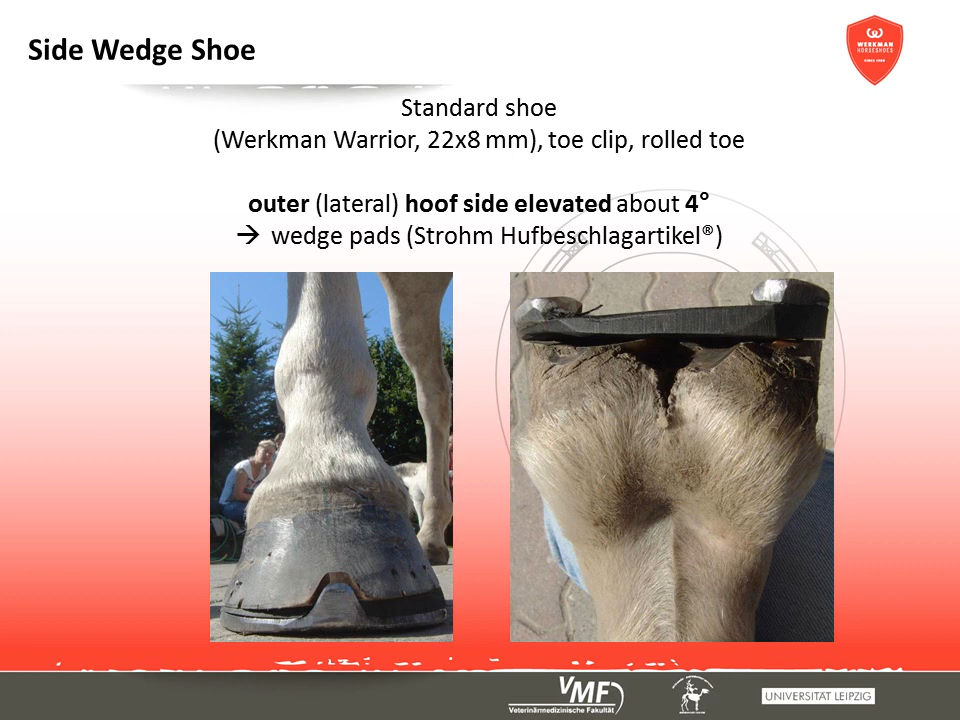 Side Wedge Shoe
WERKMAN
HORSESHOES
Standard shoe
(Werkman Warrior, 22x8 mm), toe clip, rolled toe
outer (lateral) hoof side elevated about 4°
→ wedge pads (Strohm Hufbeschlagartikel®)
VMF
Veterinärmedizinische Fakultät
UNIVERSITÄT LEIPZIG